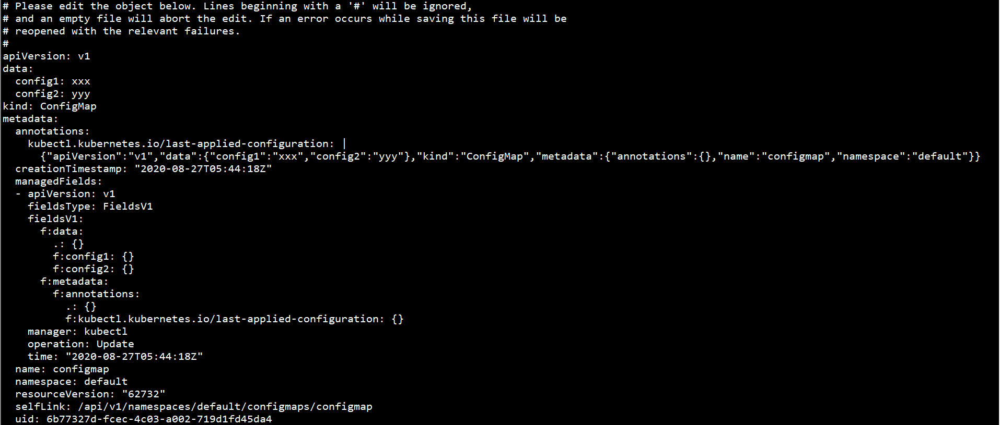 # Please edit the object below. Lines beginning with a '#' will be ignored,
# and an empty file will abort the edit. If an error occurs while saving this file will be
# reopened with the relevant failures.
#
apiVersion: v1
data:
  config1: xxx
  config2: yyy
kind: ConfigMap
metadata:
  annotations:
    kubectl.kubernetes.io/last-applied-configuration: |
      {"apiVersion":"v1","data":{"config1":"xxx","config2":"yyy"},"kind":"ConfigMap","metadata":{"annotations":{},"name":"configmap","namespace":"default"}}
  creationTimestamp: "2020-08-27T05:44:18Z"
  managedFields:
  - apiVersion: v1
    fieldsType: FieldsV1
    fieldsV1:
      f:data:
        .: {}
        f:config1: {}
        f:config2: {}
      f:metadata:
        f:annotations:
          .: {}
          f:kubectl.kubernetes.io/last-applied-configuration: {}
    manager: kubectl
    operation: Update
    time: "2020-08-27T05:44:18Z"
  name: configmap
  namespace: default
  resourceVersion: "62732"
  selfLink: /api/v1/namespaces/default/configmaps/configmap
  uid: 6b77327d-fcec-4c03-a002-719d1fd45da4